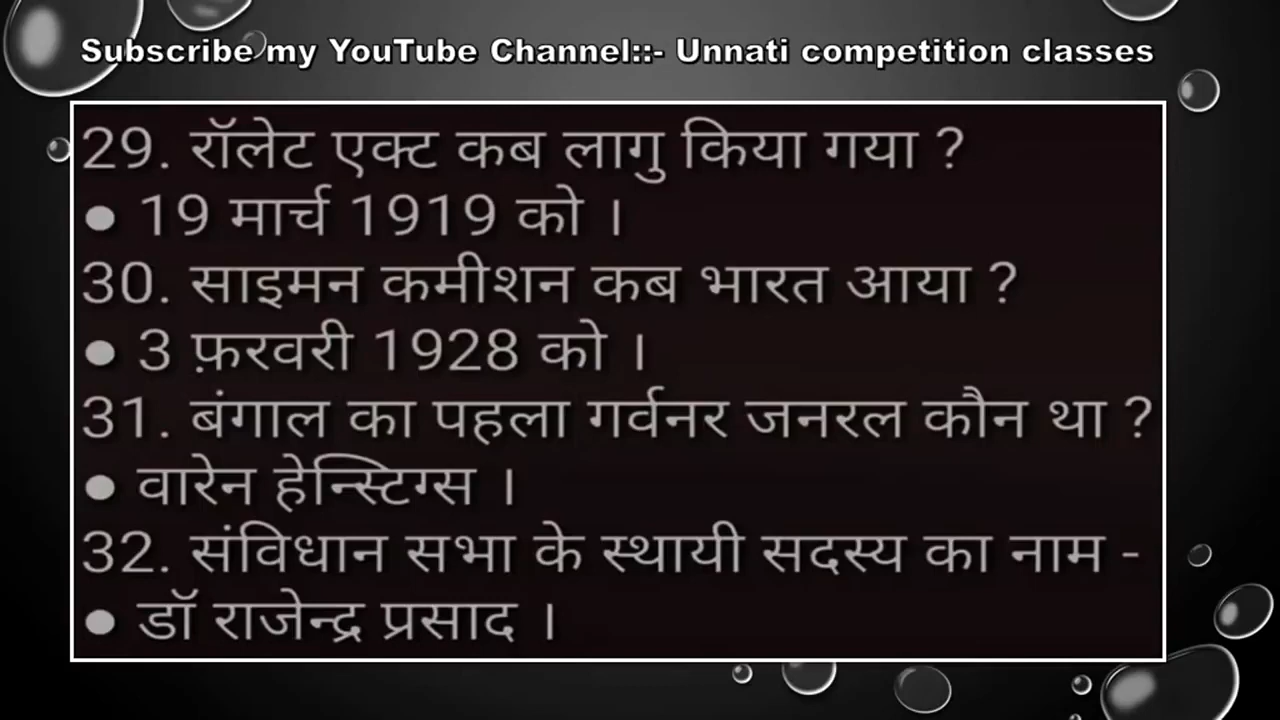 Subscribe my YouTube Channel::- Unnati competition classes
29. रॉलेट एक्ट कब लागु किया गया ?
● 19 मार्च 1919 को ।
30. साइमन कमीशन कब भारत आया ?
● 3 फ़रवरी 1928 को ।
31. बंगाल का पहला गर्वनर जनरल कौन था ?
● वारेन हेन्स्टिग्स ।
32. संविधान सभा के स्थायी सदस्य का नाम -
● डॉ राजेन्द्र प्रसाद ।